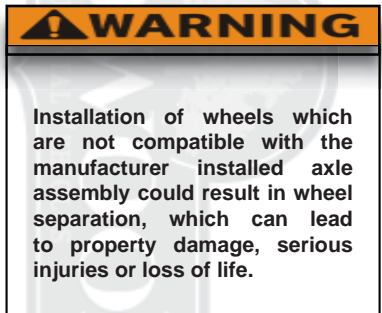 WARNING
Installation of wheels which
are not compatible with the
manufacturer installed axle
assembly could result in wheel
separation, which can lead
to property damage, serious
injuries or loss of life.